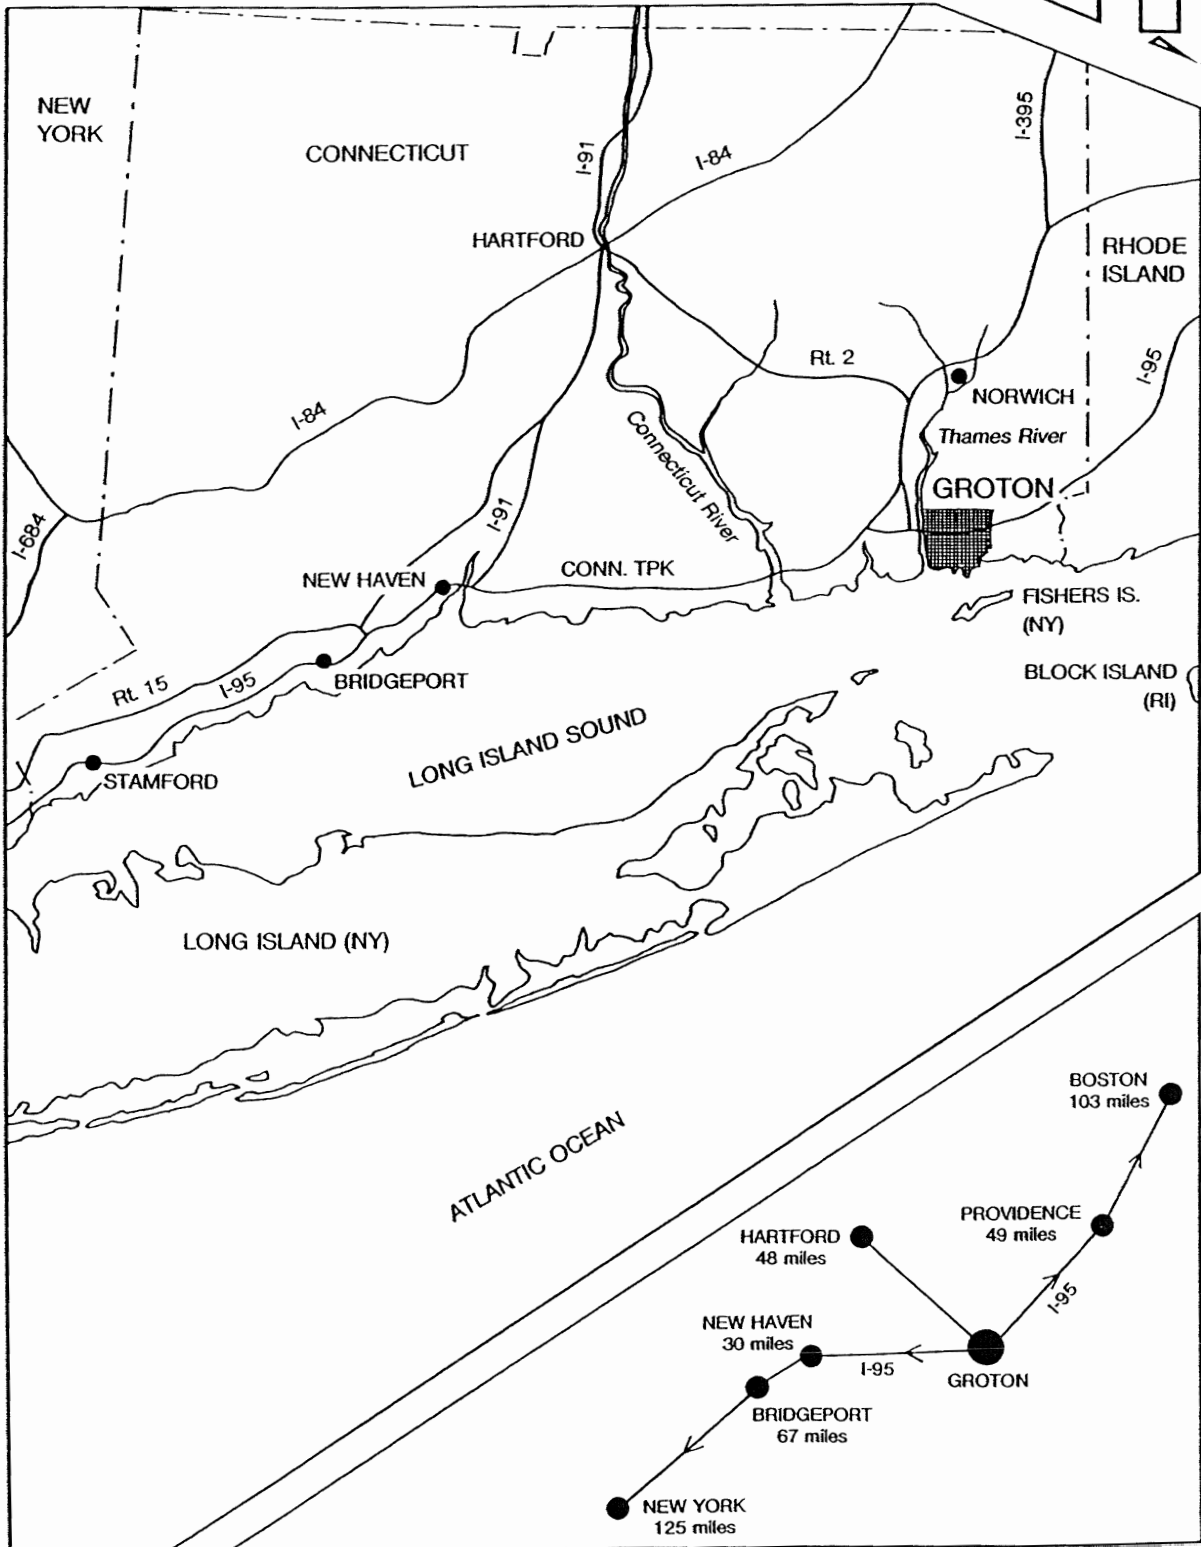 NEW
YORK
CONNECTICUT
I-91
I-84
I-395
HARTFORD
RHODE
ISLAND
Rt. 2
I-95
NORWICH
I-84
Connecticut River
Thames River
GROTON
I-684
I-91
NEW HAVEN
CONN. TPK
FISHERS IS.
(NY)
BLOCK ISLAND
(RI)
Rt. 15
I-95
BRIDGEPORT
LONG ISLAND SOUND
STAMFORD
LONG ISLAND (NY)
ATLANTIC OCEAN
BOSTON
103 miles
PROVIDENCE
49 miles
HARTFORD
48 miles
I-95
NEW HAVEN
30 miles
I-95
GROTON
BRIDGEPORT
67 miles
NEW YORK
125 miles